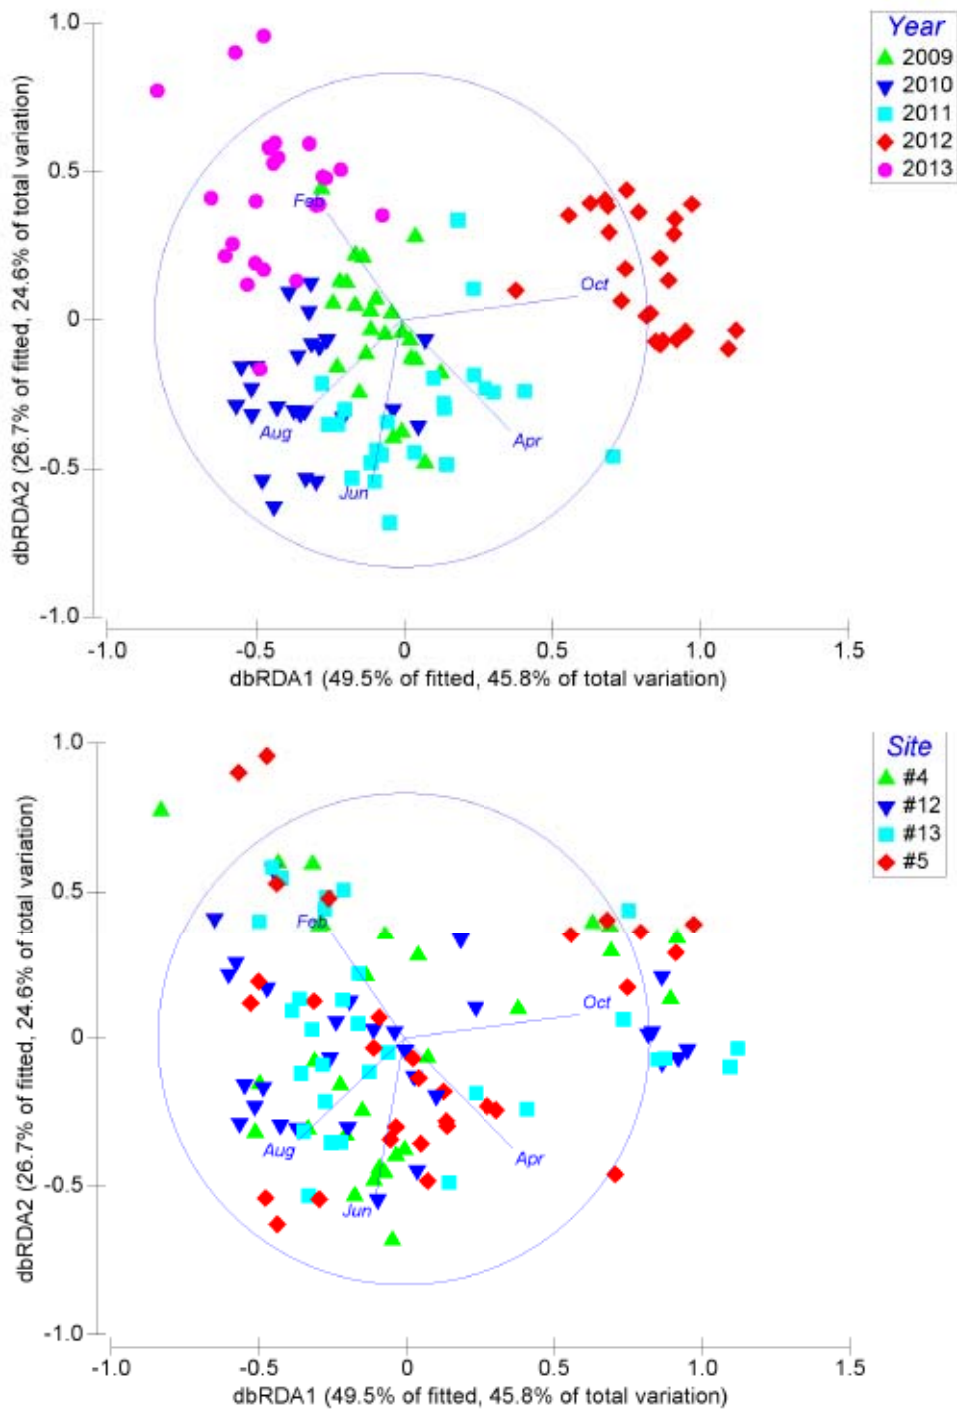 Year
2009
2010
2011
2012
2013
1.0
0.5
0
-0.5
-1.0
dbRDA2 (26.7% of fitted, 24.6% of total variation)
Feb
Oct
Aug
Apr
Jun
-1.0
-0.5
0
0.5
1.0
1.5
dbRDA1 (49.5% of fitted, 45.8% of total variation)
Site
#4
#12
#13
#5
1.0
0.5
0
-0.5
-1.0
dbRDA2 (26.7% of fitted, 24.6% of total variation)
Feb
Oct
Aug
Apr
Jun
-1.0
-0.5
0
0.5
1.0
1.5
dbRDA1 (49.5% of fitted, 45.8% of total variation)